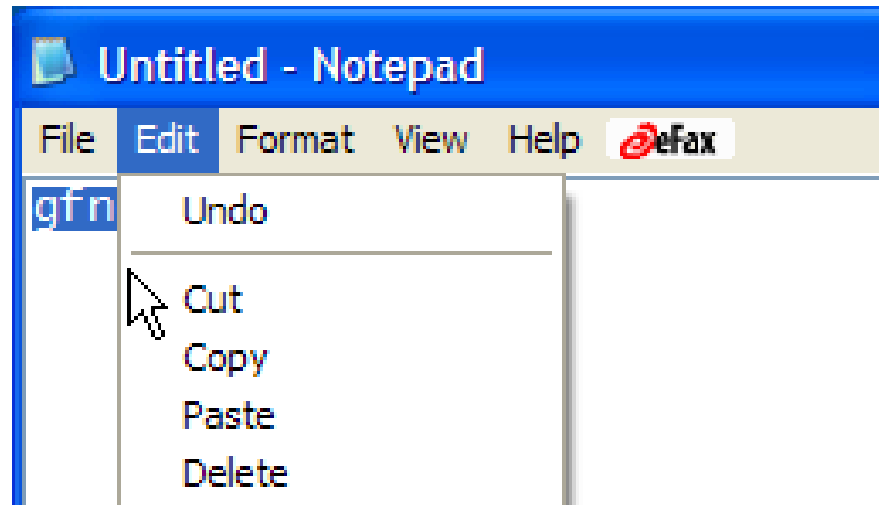 Untitled - Notepad
File Edit Format View Help eFax
gfn
Undo
Cut
Copy
Paste
Delete